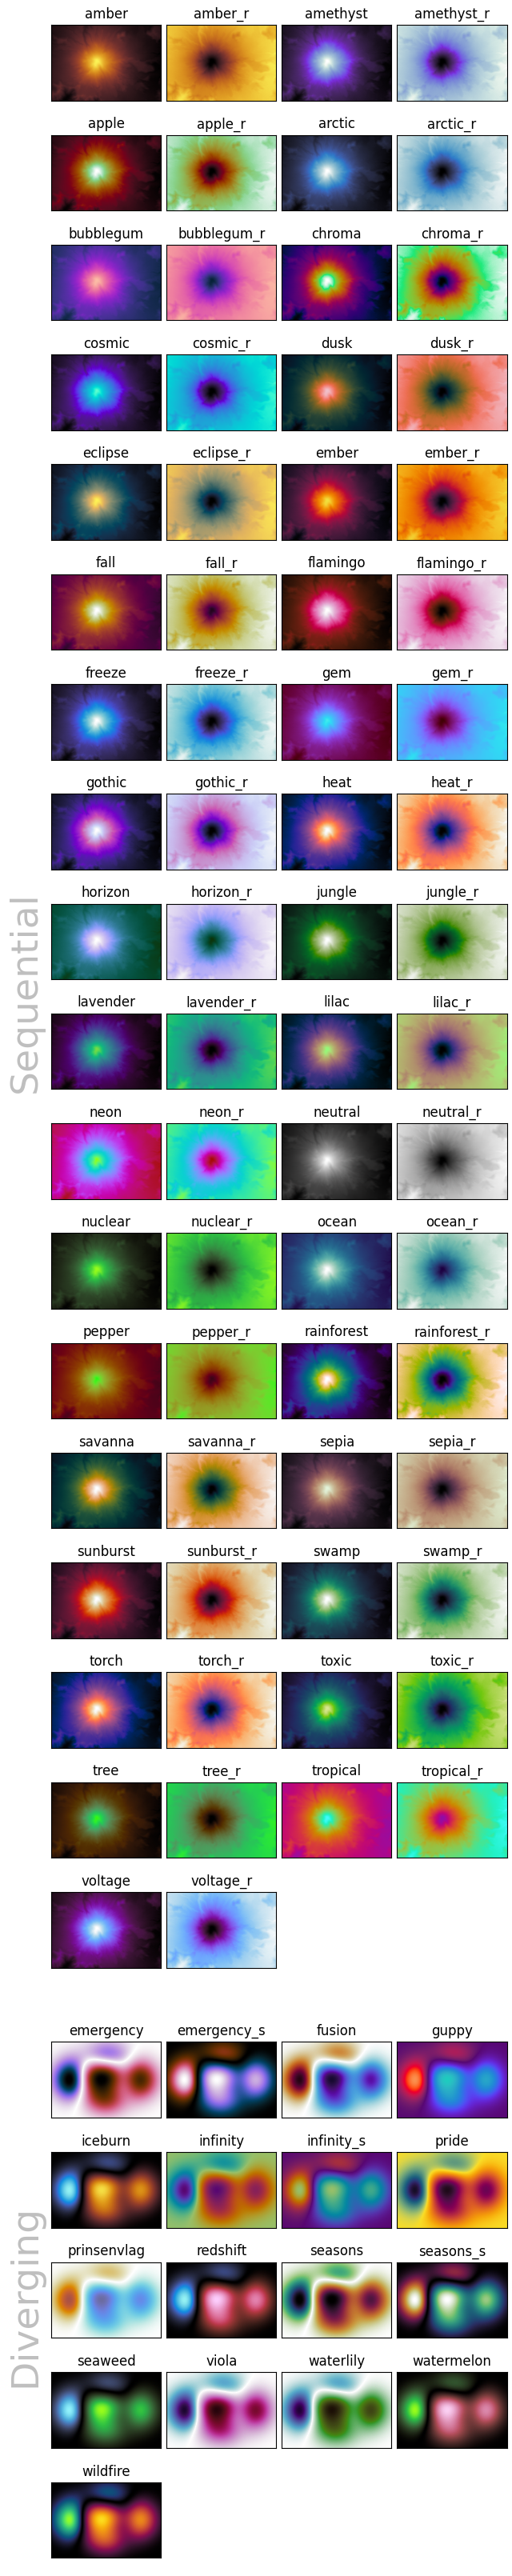 Sequential
amber amber_r amethyst amethyst_r
apple apple_r arctic arctic_r
bubblegum bubblegum_r chroma chroma_r
cosmic cosmic_r dusk dusk_r
eclipse eclipse_r ember ember_r
fall fall_r flamingo flamingo_r
freeze freeze_r gem gem_r
gothic gothic_r heat heat_r
horizon horizon_r jungle jungle_r
lavender lavender_r lilac lilac_r
neon neon_r neutral neutral_r
nuclear nuclear_r ocean ocean_r
pepper pepper_r rainforest rainforest_r
savanna savanna_r sepia sepia_r
sunburst sunburst_r swamp swamp_r
torch torch_r toxic toxic_r
tree tree_r tropical tropical_r
voltage voltage_r
Diverging
emergency emergency_s fusion guppy
iceburn infinity infinity_s pride
prinsenvlag redshift seasons seasons_s
seaweed viola waterlily watermelon
wildfire